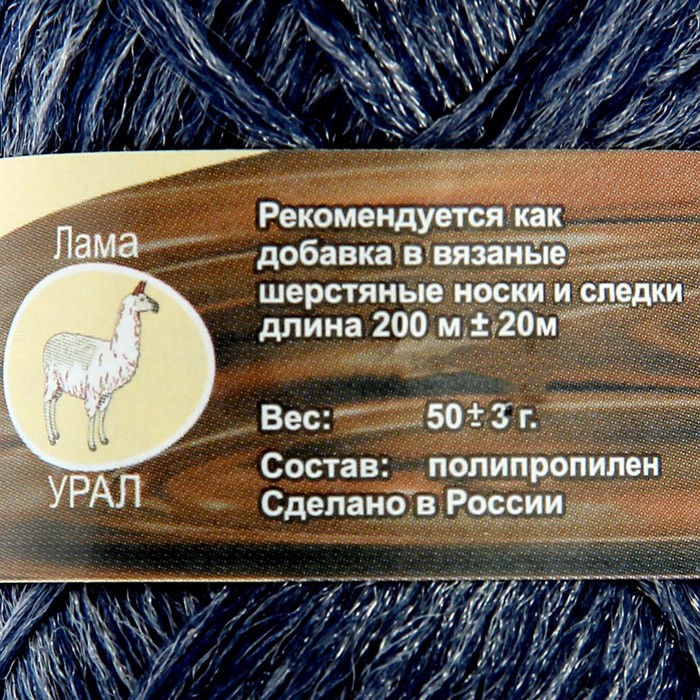 Лама
УРАЛ
Рекомендуется как
добавка в вязаные
шерстяные носки и следки
длина 200 м ± 20м
Вес: 50± 3 г.
Состав: полипропилен
Сделано в России